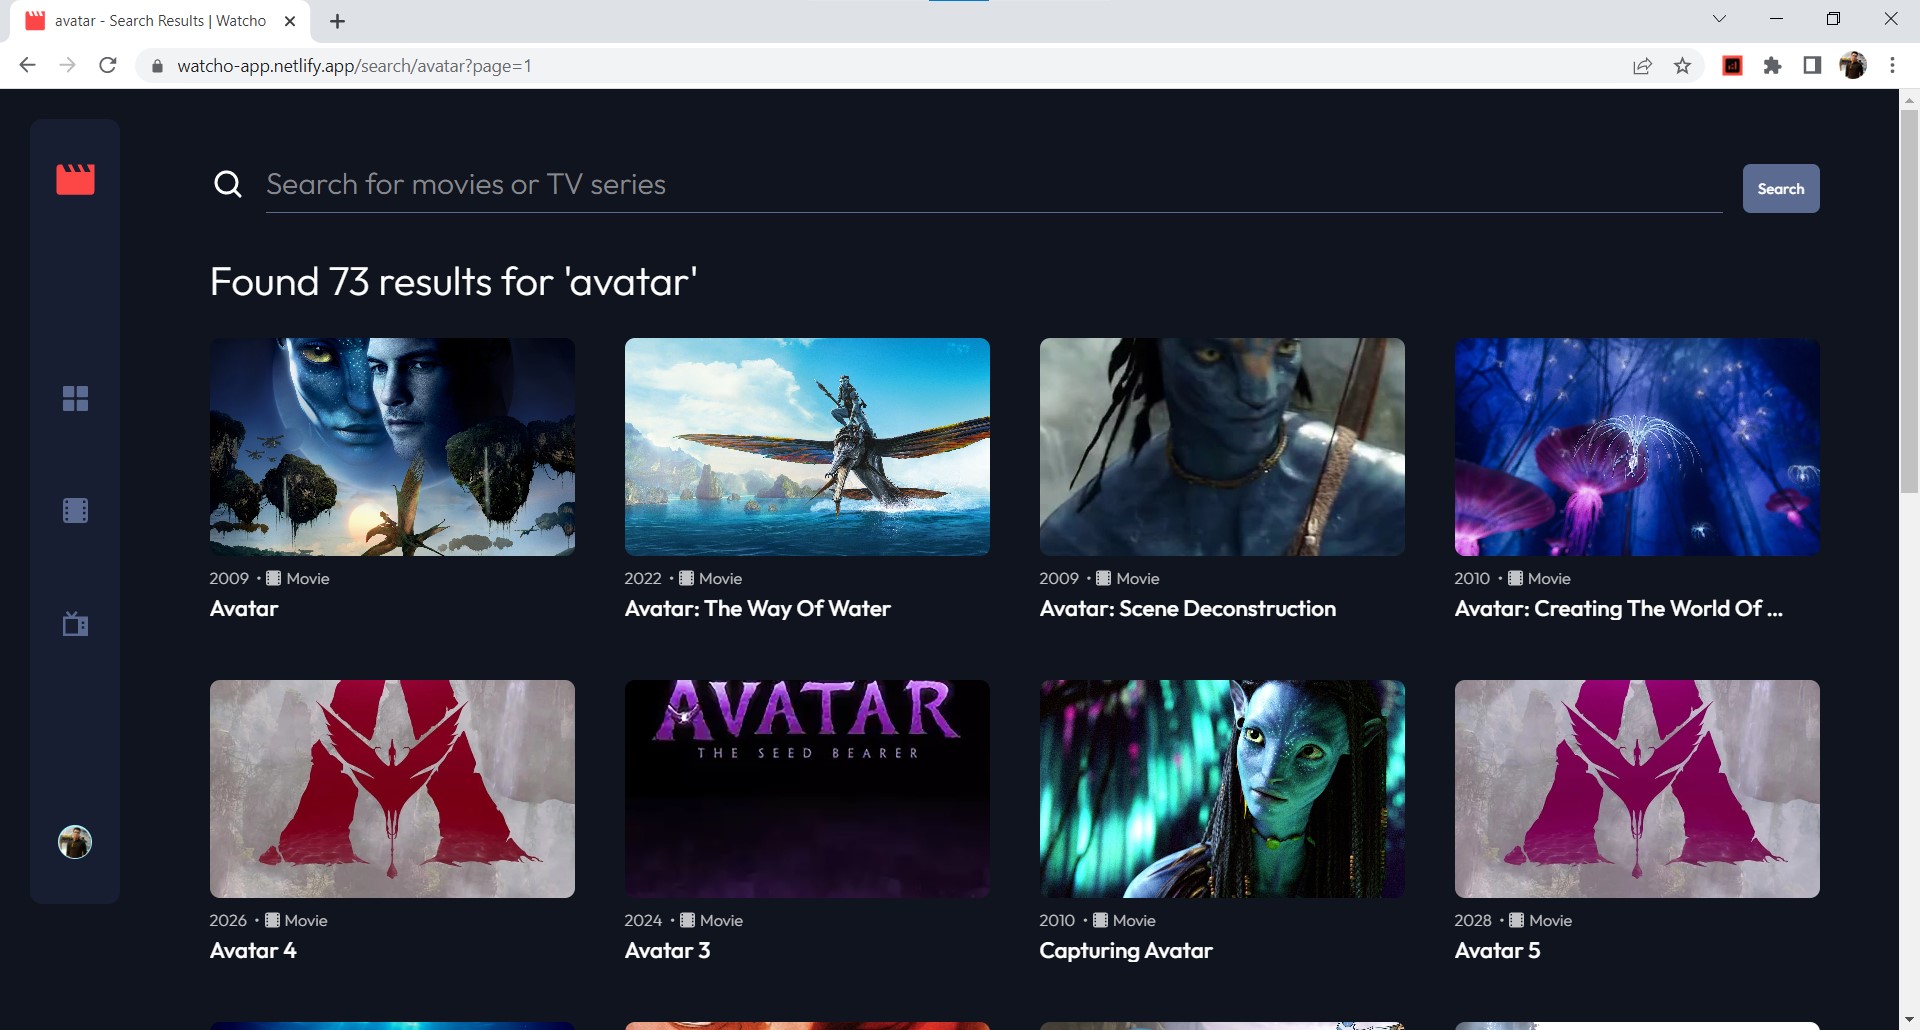 avatar - Search Results | Watcho
watcho-app.netlify.app/search/avatar?page=1
Search for movies or TV series
Search
Found 73 results for 'avatar'
2009 • Movie
Avatar
2022 • Movie
Avatar: The Way Of Water
2009 • Movie
Avatar: Scene Deconstruction
2010 • Movie
Avatar: Creating The World Of ...
AVATAR
THE SEED BEARER
2026 • Movie
Avatar 4
2024 • Movie
Avatar 3
2010 • Movie
Capturing Avatar
2028 • Movie
Avatar 5